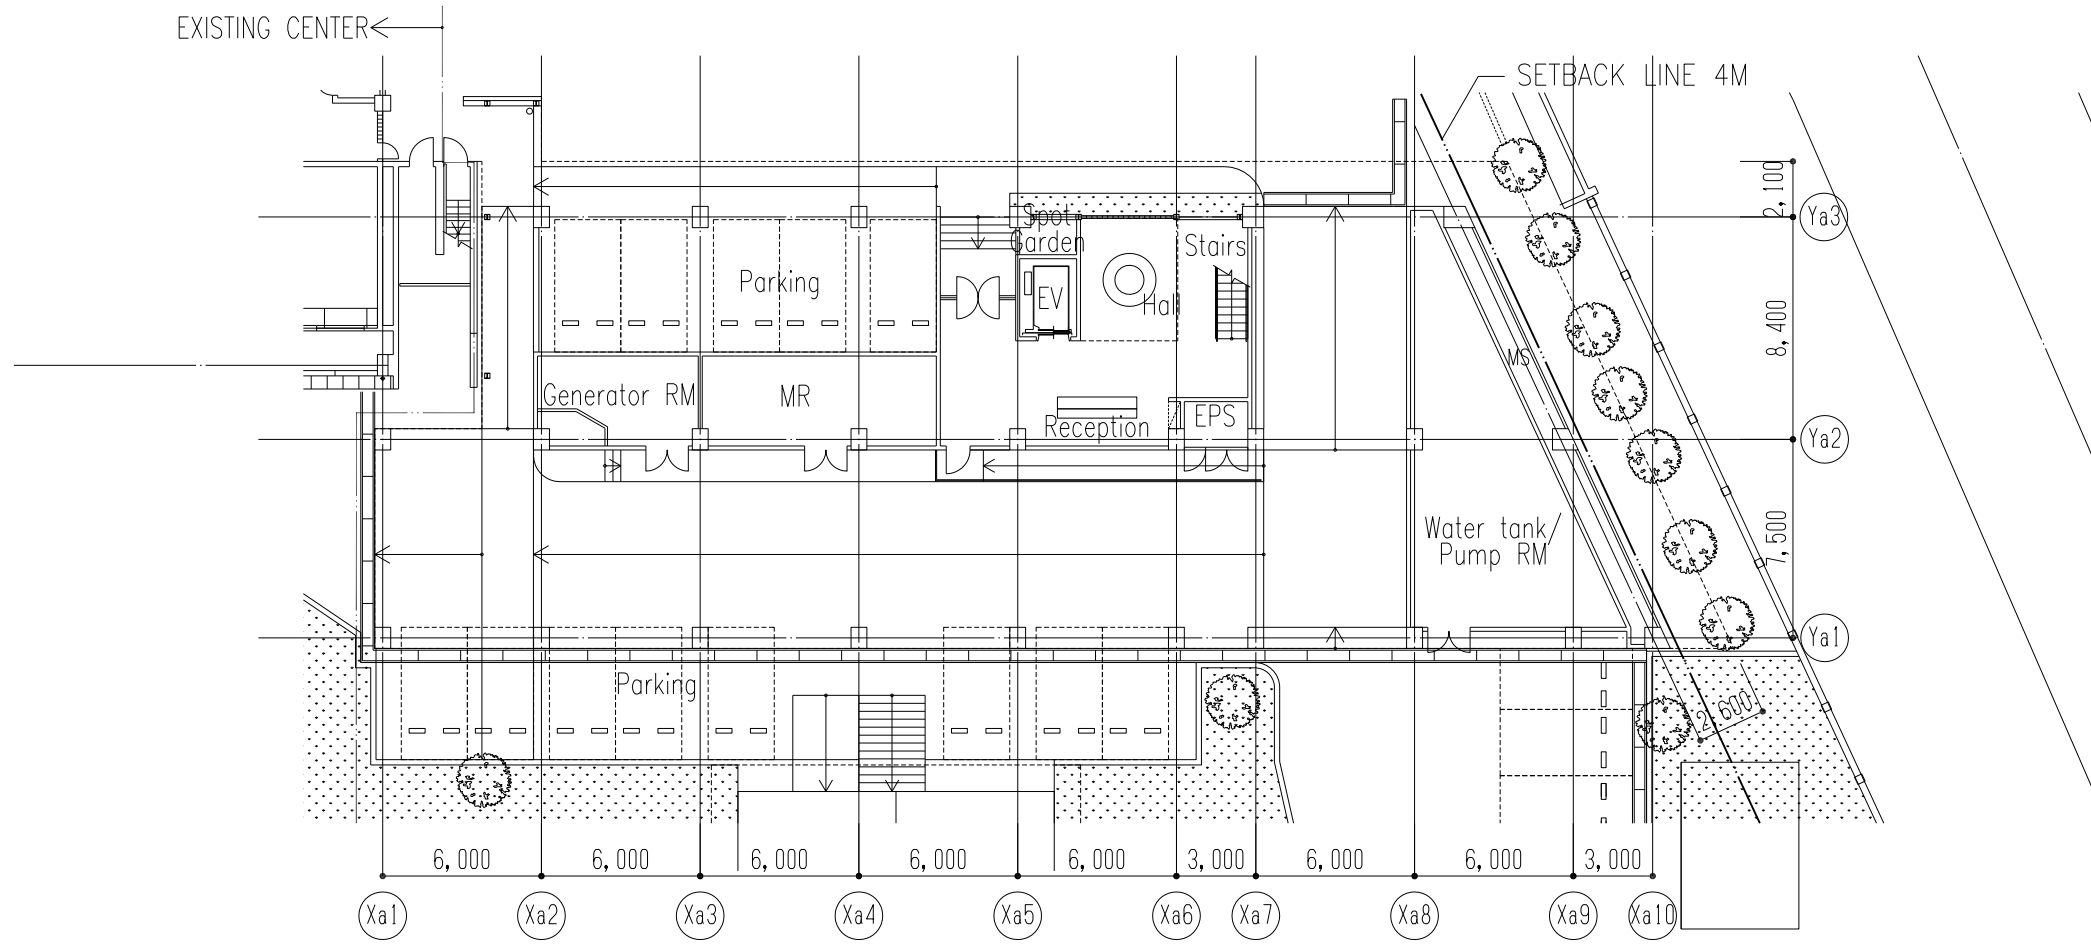 EXISTING CENTER
SETBACK LINE 4M
2,100
Ya3
Spot
Garden
Stairs
Parking
EV
Hall
8,400
MS
Generator RM
MR
Reception
EPS
Ya2
Water tank/
Pump RM
7,500
Ya1
Parking
2,600
6,000 6,000 6,000 6,000 6,000 3,000 6,000 6,000 3,000
Xa1 Xa2 Xa3 Xa4 Xa5 Xa6 Xa7 Xa8 Xa9 Xa10